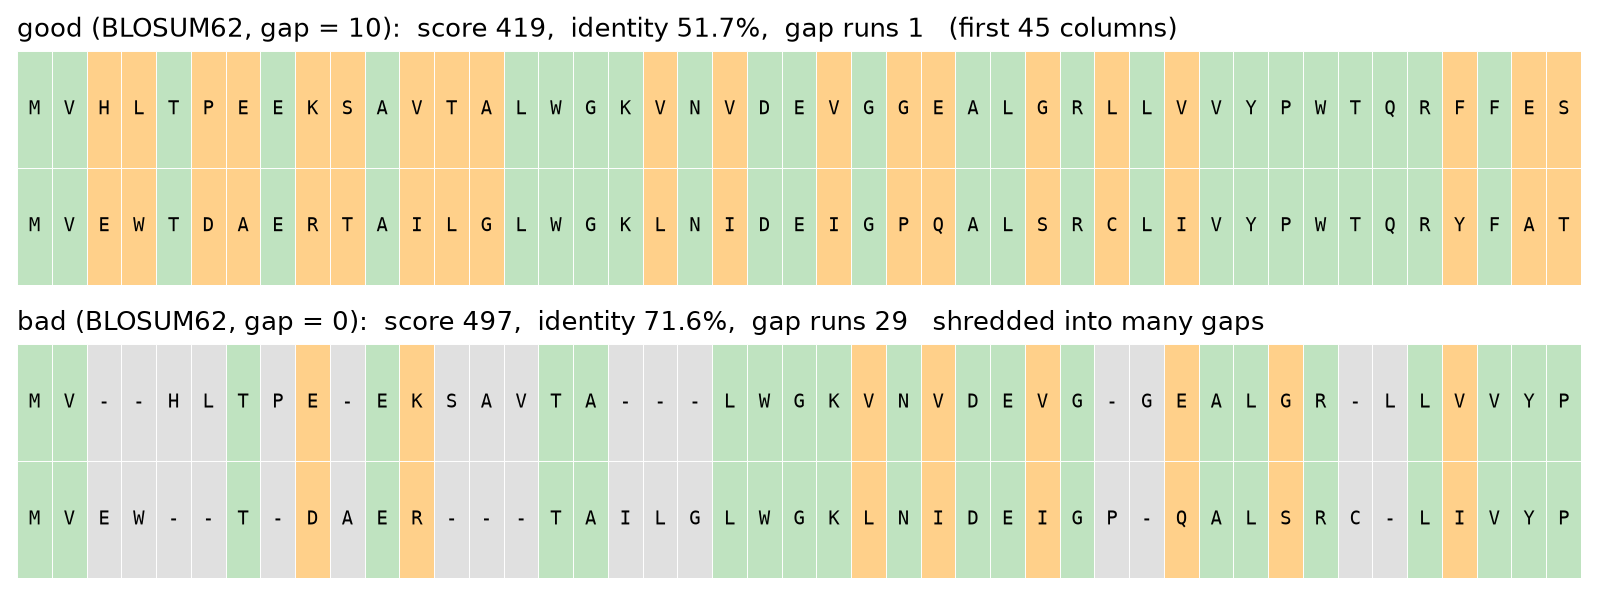 good (BLOSUM62, gap = 10):  score 419,  identity 51.7%,  gap runs 1   (first 45 columns)
M V H L T P E E K S A V T A L W G K V N V D E V G G E A L G R L L V V Y P W T Q R F F E S
M V E W T D A E R T A I L G L W G K L N I D E I G P Q A L S R C L I V Y P W T Q R Y F A T
bad (BLOSUM62, gap = 0):  score 497,  identity 71.6%,  gap runs 29   shredded into many gaps
M V - - H L T P E - E K S A V T A - - - L W G K V N V D E V G - G E A L G R - L L V V Y P
M V E W - - T - D A E R - - - T A I L G L W G K L N I D E I G P - Q A L S R C - L I V Y P